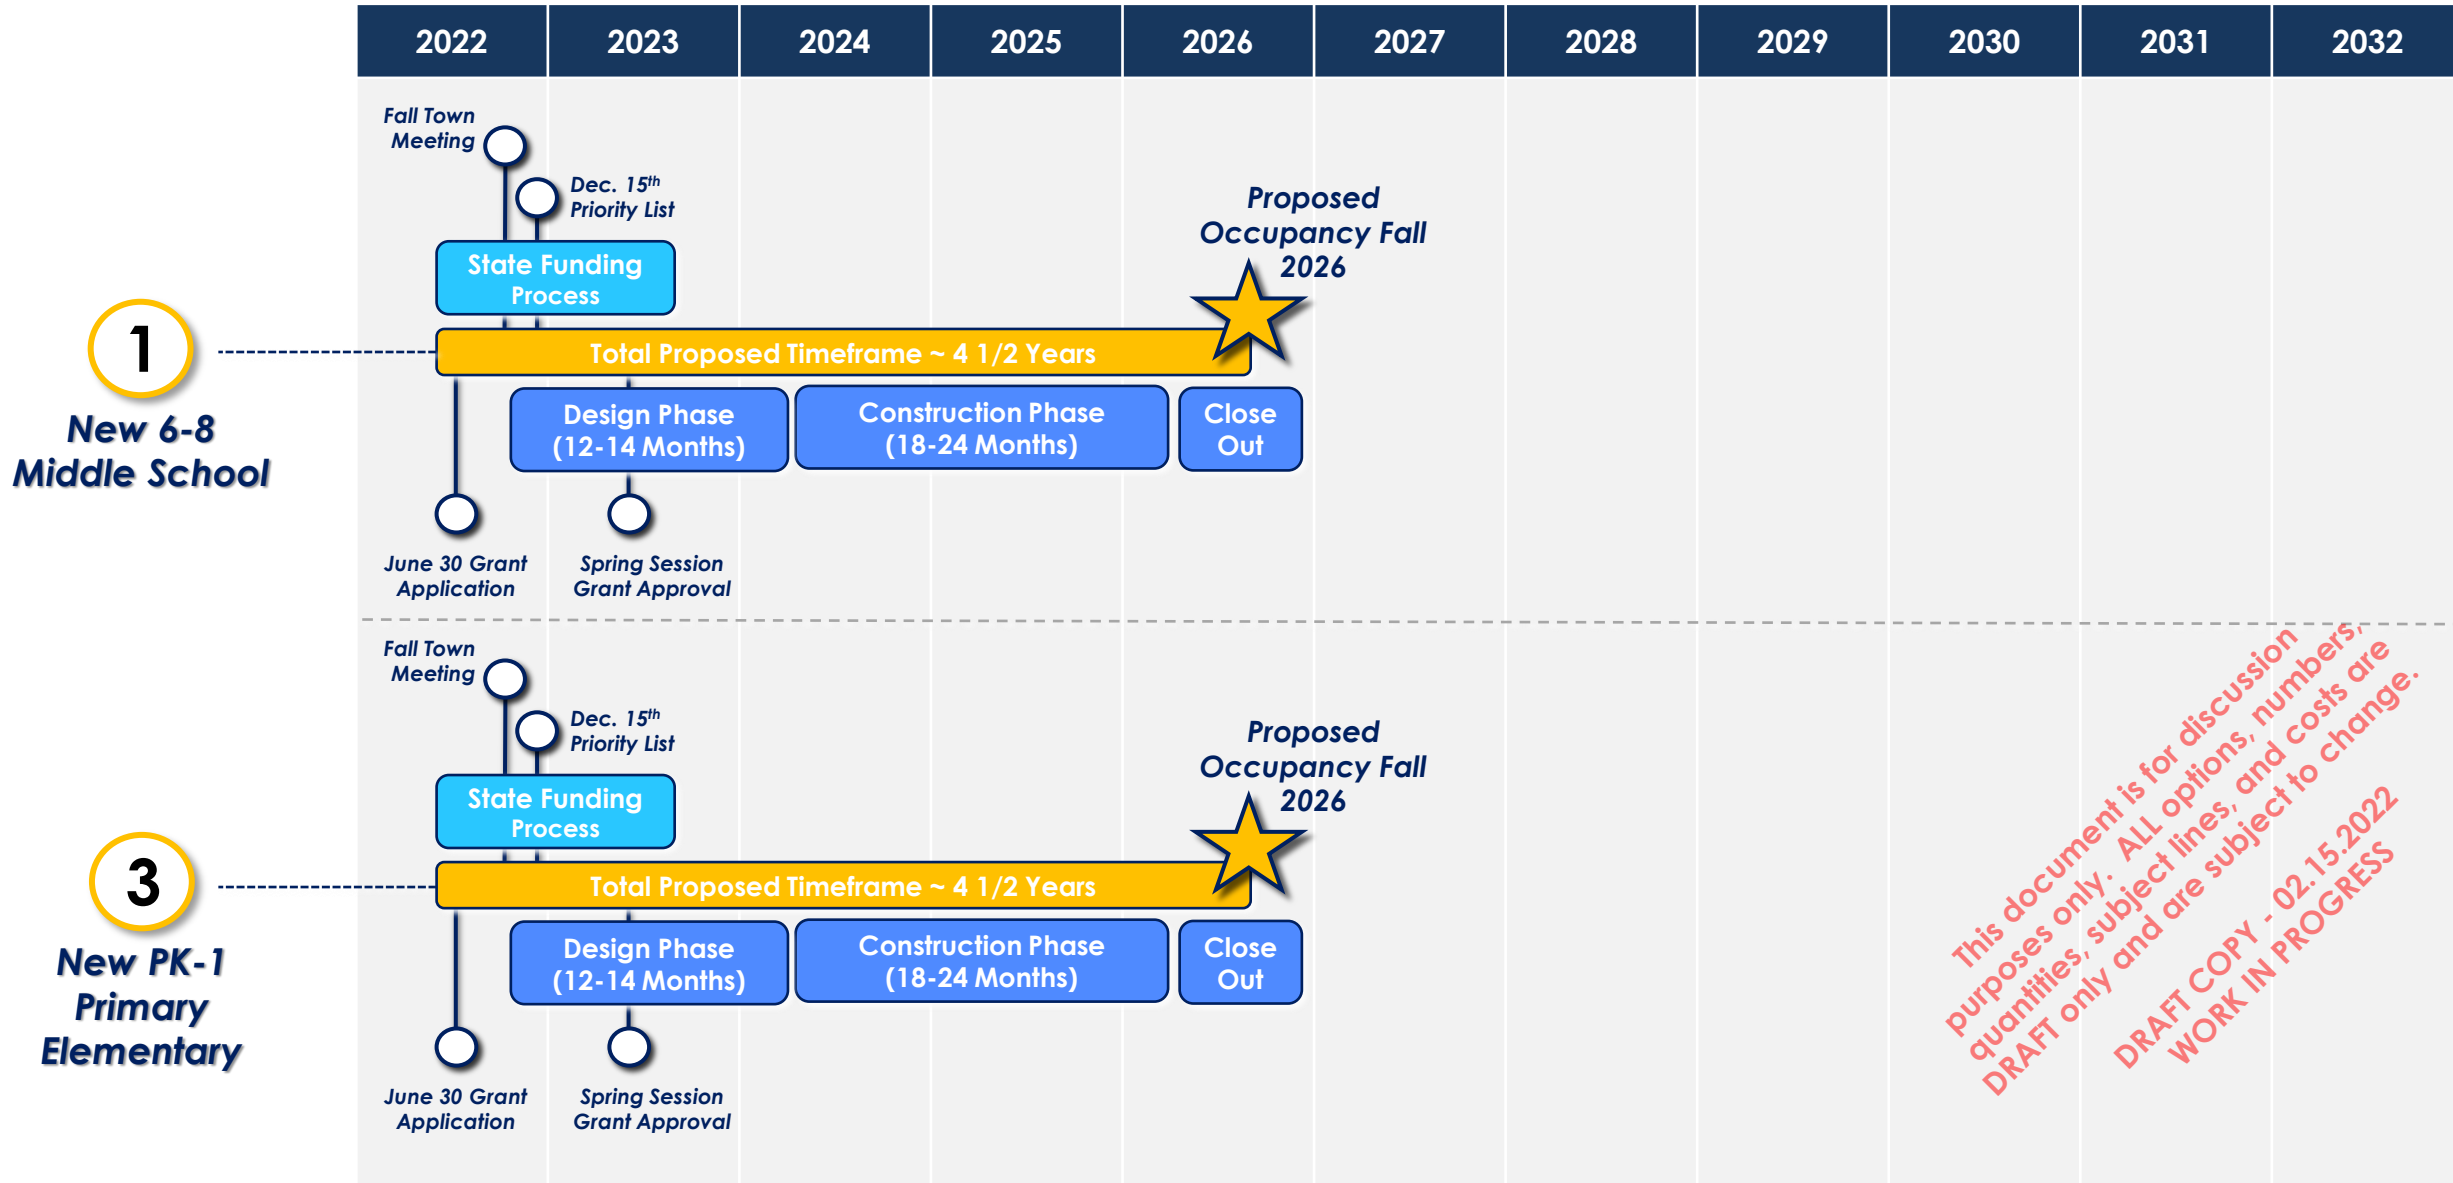 2022 2023 2024 2025 2026 2027 2028 2029 2030 2031 2032
Fall Town
Meeting
Dec. 15th
Priority List
State Funding
Process
Proposed
Occupancy Fall
2026
1
New 6-8
Middle School
Total Proposed Timeframe ~ 4 1/2 Years
Design Phase
(12-14 Months)
Construction Phase
(18-24 Months)
Close
Out
June 30 Grant
Application
Spring Session
Grant Approval
Fall Town
Meeting
Dec. 15th
Priority List
State Funding
Process
Proposed
Occupancy Fall
2026
3
New PK-1
Primary
Elementary
Total Proposed Timeframe ~ 4 1/2 Years
Design Phase
(12-14 Months)
Construction Phase
(18-24 Months)
Close
Out
June 30 Grant
Application
Spring Session
Grant Approval
This document is for discussion
purposes only. ALL options, numbers,
quantities, subject lines, and costs are
DRAFT only and are subject to change.
DRAFT COPY - 02.15.2022
WORK IN PROGRESS